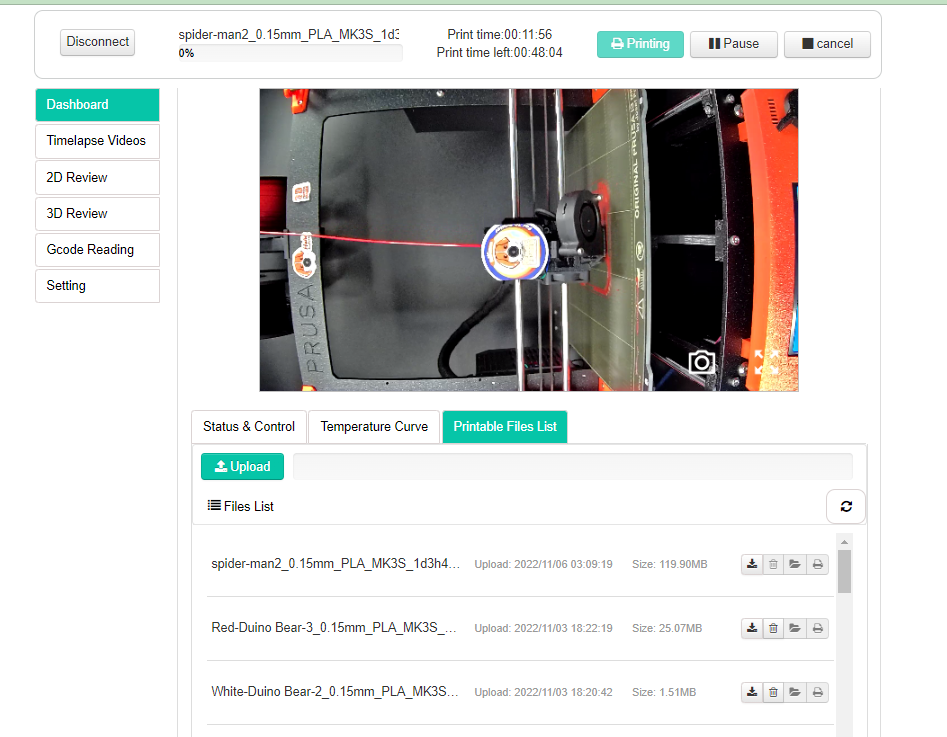 Disconnect
spider-man2_0.15mm_PLA_MK3S_1d3
0%
Print time:00:11:56
Print time left:00:48:04
Printing
Pause
cancel
Dashboard
Timelapse Videos
2D Review
3D Review
Gcode Reading
Setting
PRUSA
ORIGINAL PRUSA
Status & Control
Temperature Curve
Printable Files List
Upload
Files List
spider-man2_0.15mm_PLA_MK3S_1d3h4... Upload: 2022/11/06 03:09:19 Size: 119.90MB
Red-Duino Bear-3_0.15mm_PLA_MK3S_... Upload: 2022/11/03 18:22:19 Size: 25.07MB
White-Duino Bear-2_0.15mm_PLA_MK3S... Upload: 2022/11/03 18:20:42 Size: 1.51MB